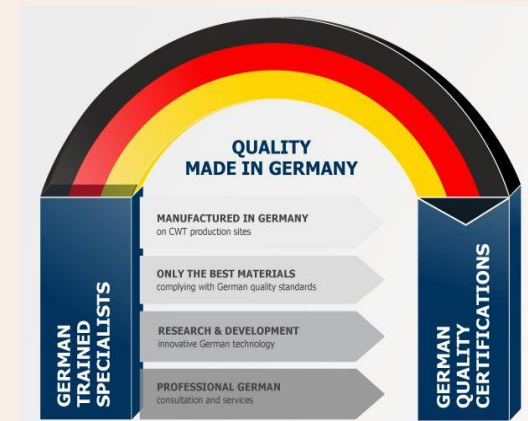 QUALITY
MADE IN GERMANY
MANUFACTURED IN GERMANY
on CWT production sites
ONLY THE BEST MATERIALS
complying with German quality standards
RESEARCH & DEVELOPMENT
innovative German technology
PROFESSIONAL GERMAN
consultation and services
GERMAN
TRAINED
SPECIALISTS
GERMAN
QUALITY
CERTIFICATIONS